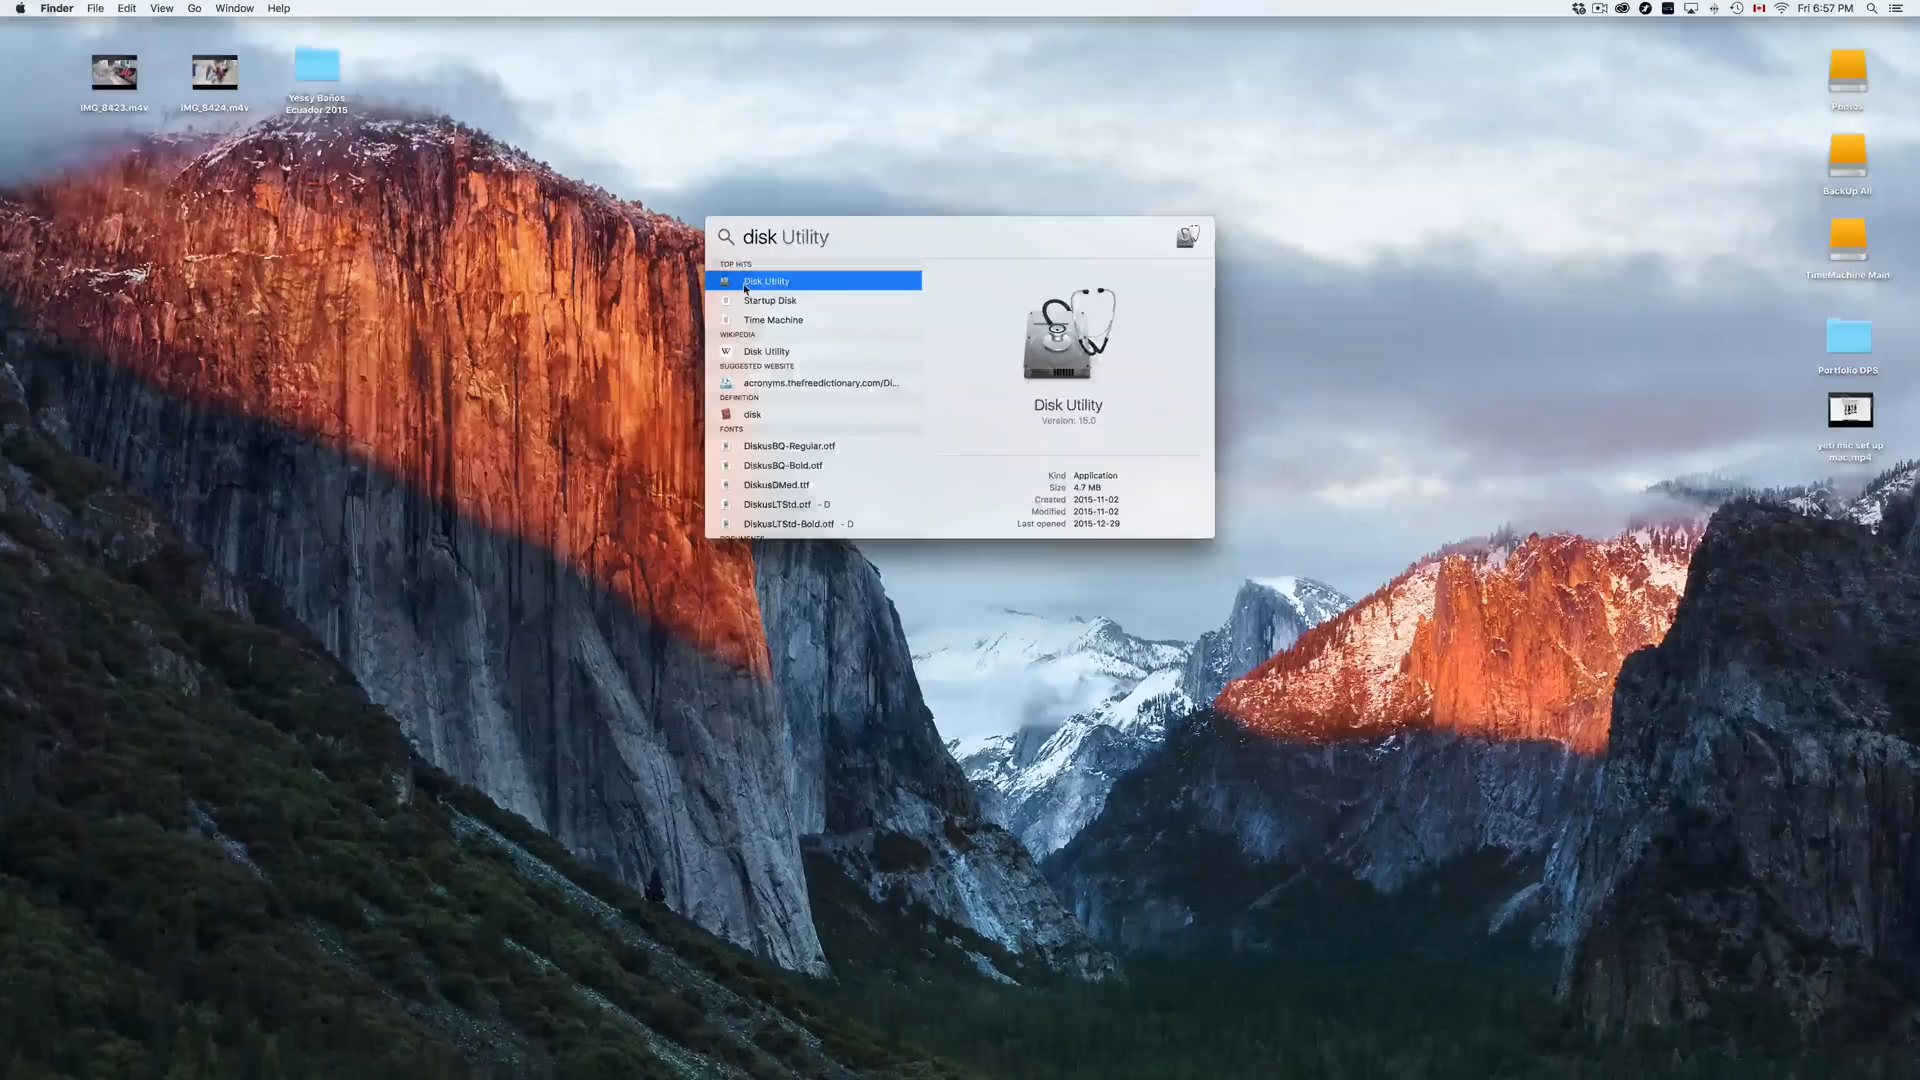 Finder File Edit View Go Window Help
Fri 6:57 PM
IMG_8423.m4v
IMG_8424.m4v
Yessy Baños
Ecuador 2015
Photos
BackUp All
TimeMachine Main
Portfolio DPS
yeti mic set up
mac.mp4
disk Utility
TOP HITS
Disk Utility
Startup Disk
Time Machine
WIKIPEDIA
W Disk Utility
SUGGESTED WEBSITE
acronyms.thefreedictionary.com/Di...
DEFINITION
disk
FONTS
DiskusBQ-Regular.otf
DiskusBQ-Bold.otf
DiskusDMed.ttf
DiskusLTStd.otf - D
DiskusLTStd-Bold.otf - D
DOCUMENTS
Disk Utility
Version: 15.0
Kind Application
Size 4.7 MB
Created 2015-11-02
Modified 2015-11-02
Last opened 2015-12-29